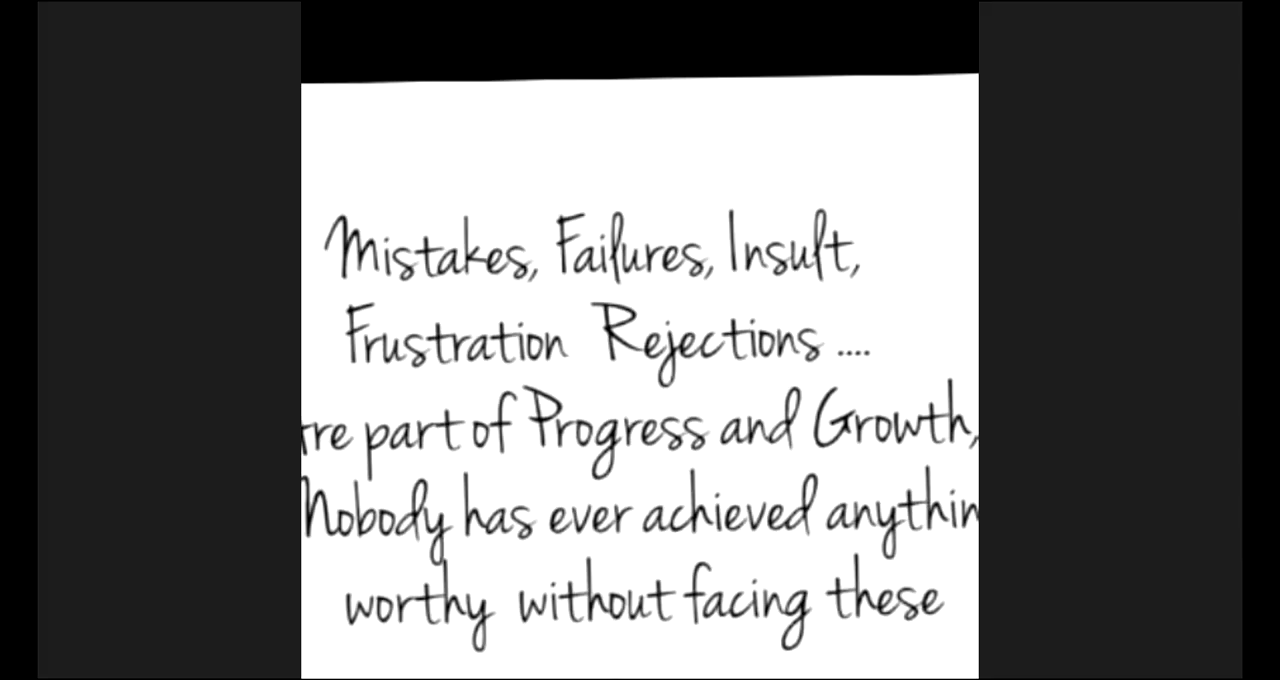 Mistakes, Failures, Insult,
Frustration Rejections ....
re part of Progress and Growth,
Nobody has ever achieved anythin
worthy without facing these